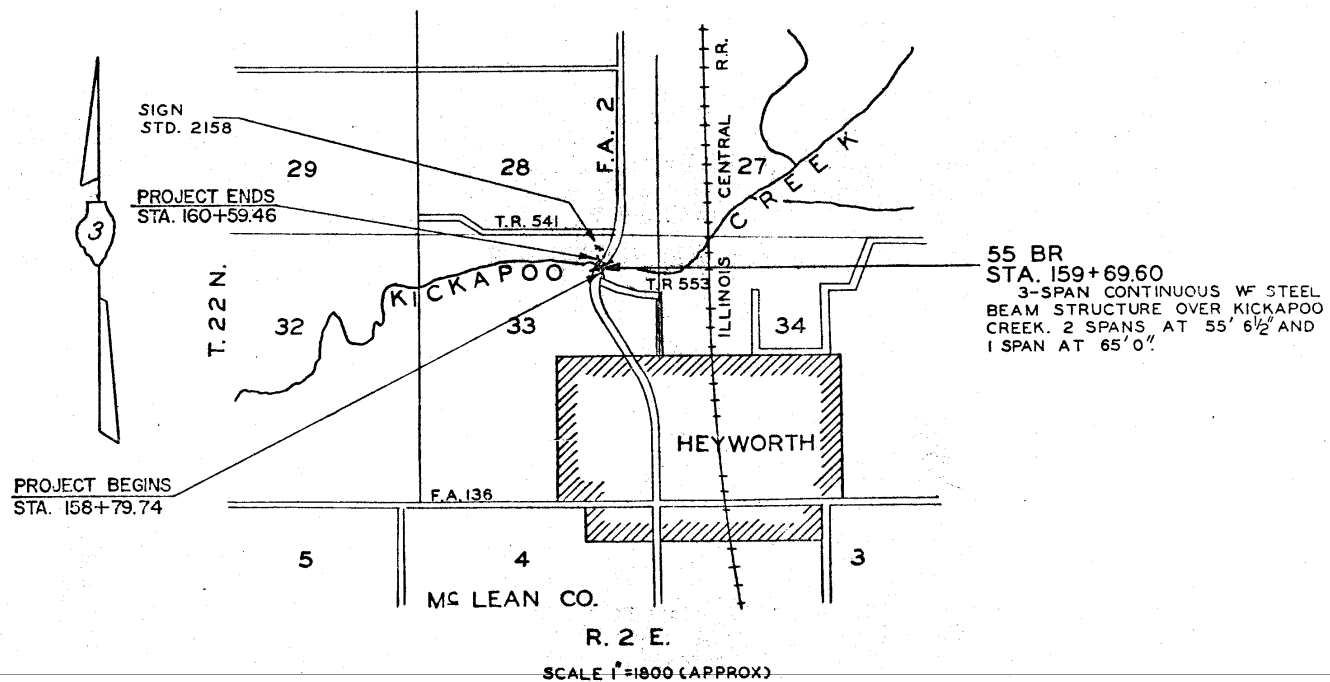 SIGN
STD. 2158
29
28
F.A. 2
ILLINOIS CENTRAL R.R.
27
CREEK
PROJECT ENDS
STA. 160+59.46
T.R. 541
3
T. 22 N.
KICKAPOO
T.R 553
55 BR
STA. 159+69.60
3-SPAN CONTINUOUS WF STEEL
BEAM STRUCTURE OVER KICKAPOO
CREEK. 2 SPANS AT 55' 6½" AND
1 SPAN AT 65'0".
32
33
34
HEYWORTH
PROJECT BEGINS
STA. 158+79.74
F.A. 136
5
4
3
Mc LEAN CO.
R. 2 E.
SCALE 1"=1800 (APPROX)